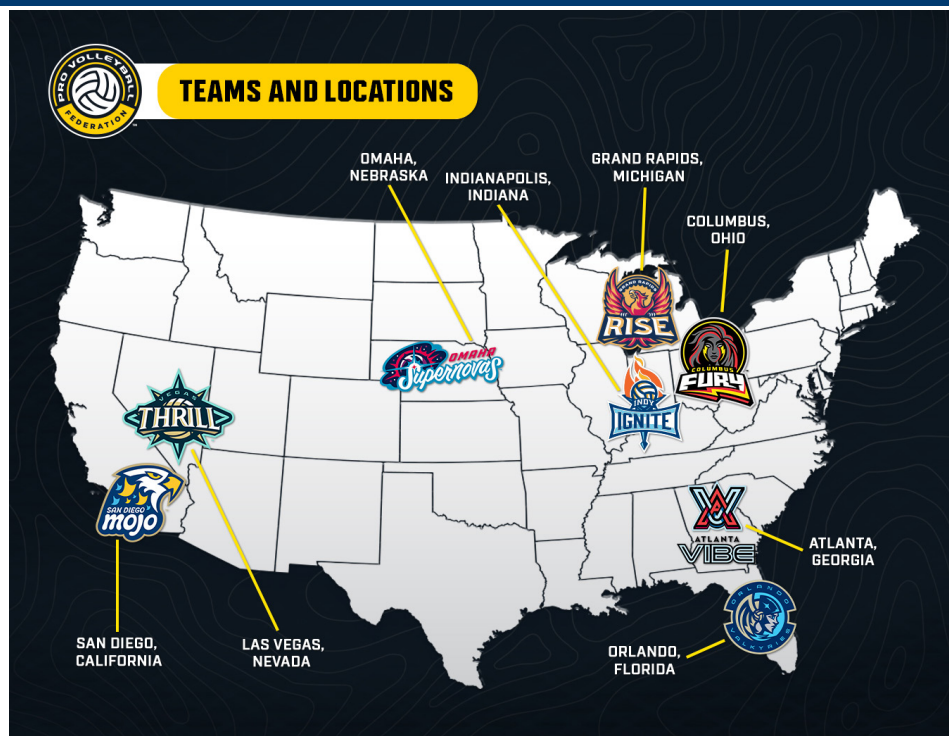 PRO VOLLEYBALL
FEDERATION
TEAMS AND LOCATIONS
OMAHA,
NEBRASKA
INDIANAPOLIS,
INDIANA
GRAND RAPIDS,
MICHIGAN
COLUMBUS,
OHIO
GRAND RAPIDS
RISE
COLUMBUS
FURY
OMAHA
Supernovas
INDY
IGNITE
VEGAS
THRILL
SAN DIEGO
mojo
ATLANTA
VIBE
ATLANTA,
GEORGIA
ORLANDO
VALKYRIES
SAN DIEGO,
CALIFORNIA
LAS VEGAS,
NEVADA
ORLANDO,
FLORIDA